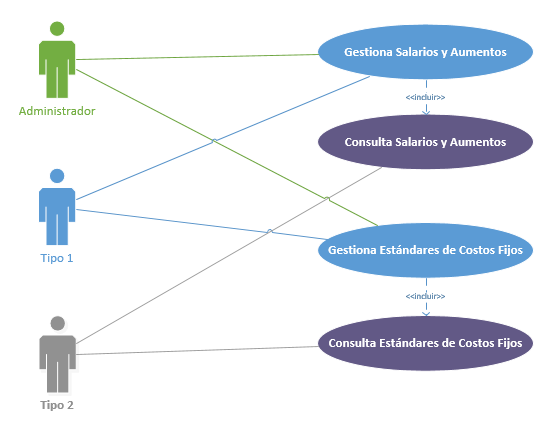 Gestiona Salarios y Aumentos
<<incluir>>
Administrador
Consulta Salarios y Aumentos
Tipo 1
Gestiona Estándares de Costos Fijos
<<incluir>>
Consulta Estándares de Costos Fijos
Tipo 2